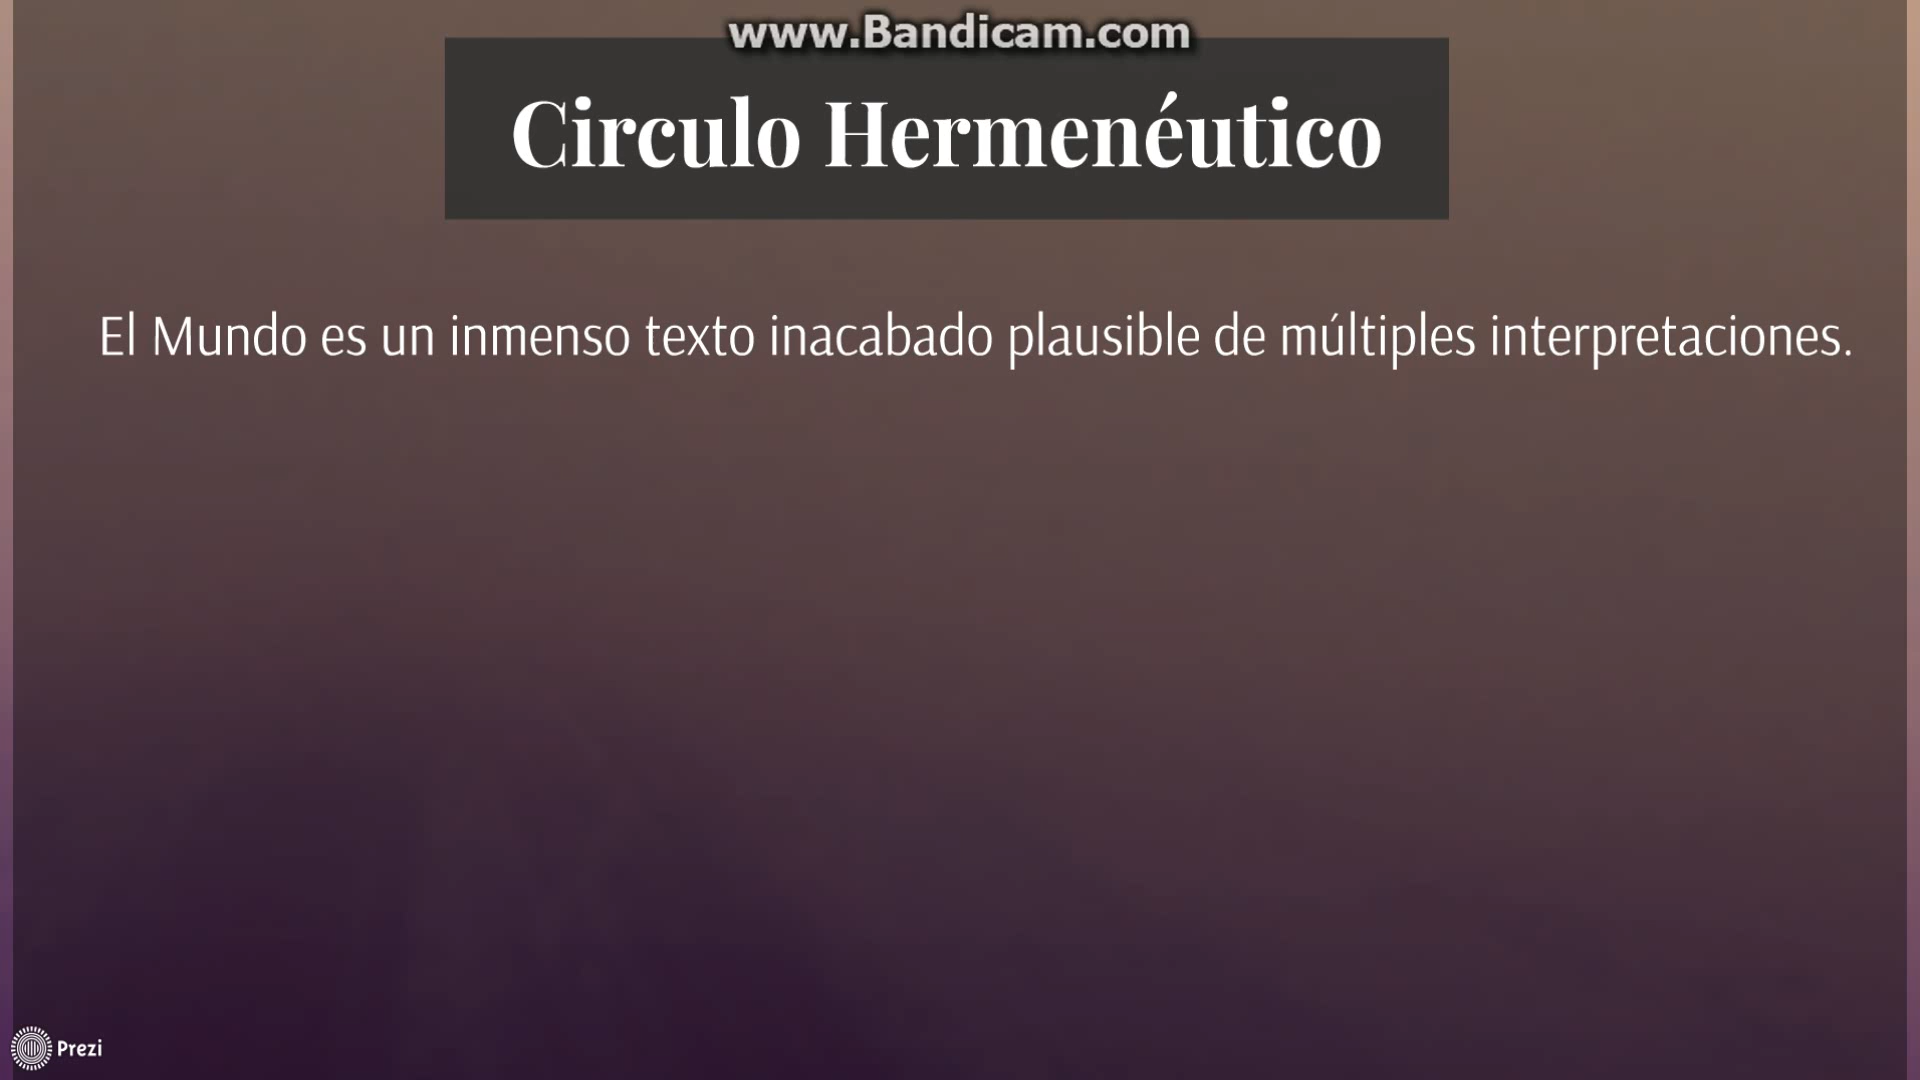 www.Bandicam.com
Circulo Hermenéutico
El Mundo es un inmenso texto inacabado plausible de múltiples interpretaciones.
Prezi